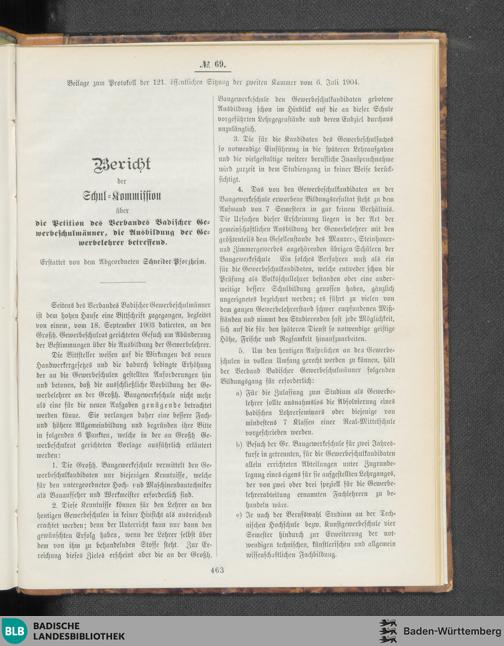 № 69.
Beilage zum Protokoll der 121. öffentlichen Sitzung der zweiten Kammer vom 6. Juli 1904.
Bericht
der
Schul-Kommission
über
die Petition des Verbandes Badischer Ge-
werbeschulmänner, die Ausbildung der Ge-
werbelehrer betreffend.
Erstattet von dem Abgeordneten Schneider-Pforzheim.
Seitens des Verbandes Badischer Gewerbeschulmänner
ist dem hohen Hause eine Bittschrift zugegangen, begleitet
von einem, vom 18. September 1903 datierten, an den
Großh. Gewerbeschulrat gerichteten Gesuch um Abänderung
der Bestimmungen über die Ausbildung der Gewerbelehrer.
Die Bittsteller weisen auf die Wirkungen des neuen
Handwerkergesetzes und die dadurch bedingte Erhöhung
der an die Gewerbeschulen gestellten Anforderungen hin
und betonen, daß die ausschließliche Vorbildung der Ge-
werbelehrer an der Großh. Baugewerkeschule nicht mehr
als eine für die neuen Aufgaben genügende betrachtet
werden könne. Sie verlangen daher eine bessere Fach-
und höhere Allgemeinbildung und begründen ihre Bitte
in folgenden 6 Punkten, welche in der an Großh. Ge-
werbeschulrat gerichteten Vorlage ausführlich erläutert
werden:
1. Die Großh. Baugewerkeschule vermittelt den Ge-
werbeschulkandidaten nur diejenigen Kenntnisse, welche
für den untergeordneten Hoch- und Maschinenbautechniker
als Bauaufseher und Werkmeister erforderlich sind.
2. Diese Kenntnisse können für den Lehrer an den
heutigen Gewerbeschulen in keiner Hinsicht als ausreichend
erachtet werden; denn der Unterricht kann nur dann den
gewünschten Erfolg haben, wenn der Lehrer selbst über
dem von ihm zu behandelnden Stoffe steht. Zur Er-
reichung dieses Zieles erscheint aber die an der Großh.
Baugewerkeschule den Gewerbeschulkandidaten gebotene
Ausbildung schon im Hinblick auf die an dieser Schule
vorgeführten Lehrgegenstände und deren Endziel durchaus
unzulänglich.
3. Die für die Kandidaten des Gewerbeschulfaches
so notwendige Einführung in die späteren Lehraufgaben
und die vielgestaltige weitere berufliche Inanspruchnahme
wird zurzeit in dem Studiengang in keiner Weise berück-
sichtigt.
4. Das von den Gewerbeschulkandidaten an der
Baugewerkeschule erworbene Bildungsresultat steht zu dem
Aufwand von 7 Semestern in gar keinem Verhältnis.
Die Ursachen dieser Erscheinung liegen in der Art der
gemeinschaftlichen Ausbildung der Gewerbelehrer mit den
größtenteils dem Gesellenstande des Maurer-, Steinhauer-
und Zimmergewerbes angehörenden übrigen Schülern der
Baugewerkeschule. Ein solches Verfahren muß als ein
für die Gewerbeschulkandidaten, welche entweder schon die
Prüfung als Volksschullehrer bestanden oder eine ander-
weitige bessere Schulbildung genossen haben, gänzlich
ungeeignetes bezeichnet werden; es führt zu vielen von
dem ganzen Gewerbelehrerstand schwer empfundenen Miß-
ständen und nimmt den Studierenden seit jehe Möglichkeit,
sich auf die für den späteren Dienst so notwendige geistige
Höhe, Frische und Regsamkeit hinaufzuarbeiten.
5. Um den heutigen Ansprüchen an den Gewerbe-
schulen in vollem Umfang gerecht werden zu können, hält
der Verband Badischer Gewerbeschulmänner folgenden
Bildungsgang für erforderlich:
a) Für die Zulassung zum Studium als Gewerbe-
lehrer sollte ausnahmslos die Absolvierung eines
badischen Lehrerseminars oder diejenige von
mindestens 7 Klassen einer Real-Mittelschule
vorgeschrieben werden.
b) Besuch der Gr. Baugewerkeschule für zwei Jahres-
kurse in getrennten, für die Gewerbeschulkandidaten
allein errichteten Abteilungen unter Zugrunde-
legung eines eigens für sie aufgestellten Lehrganges,
der von zwei oder drei speziell für die Gewerbe-
lehrerabteilung ernannten Fachlehrern zu be-
handeln wäre.
c) Je nach der Berufswahl Studium an der Tech-
nischen Hochschule bezw. Kunstgewerbeschule vier
Semester hindurch zur Erweiterung der not-
wendigen technischen, künstlerischen und allgemein
wissenschaftlichen Fachbildung.
463
BLB
BADISCHE
LANDESBIBLIOTHEK
Baden-Württemberg